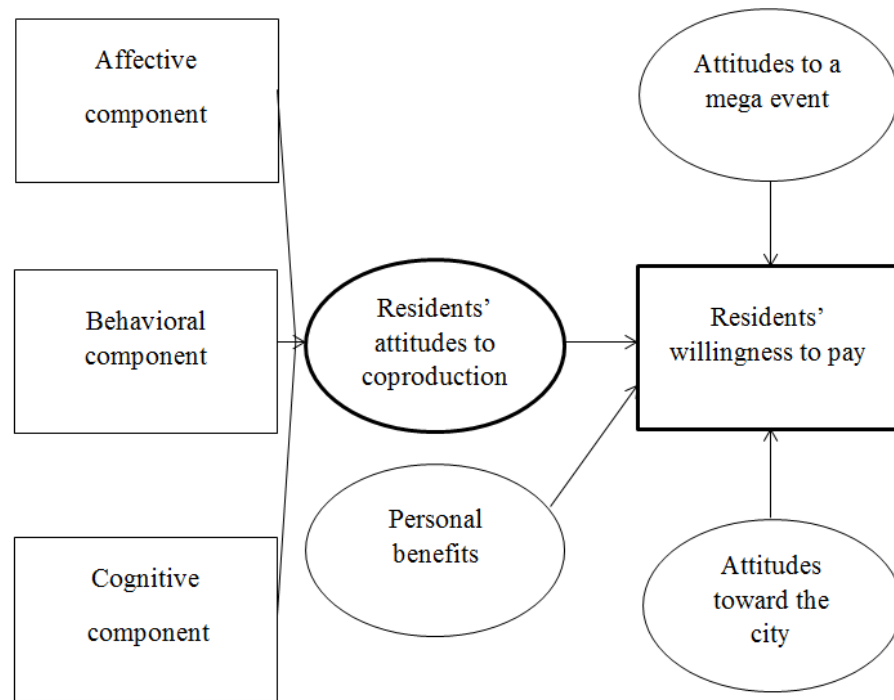 Affective
component
Attitudes to a
mega event
Behavioral
component
Residents’
attitudes to
coproduction
Residents’
willingness to pay
Personal
benefits
Cognitive
component
Attitudes
toward the
city